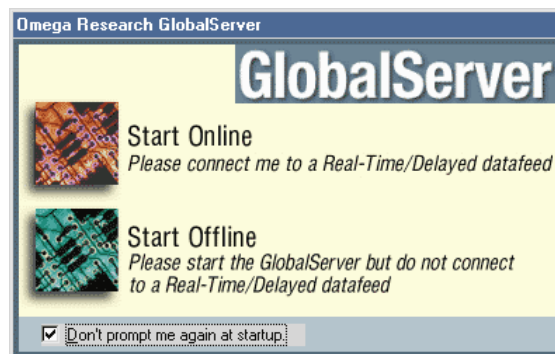 Omega Research GlobalServer
GlobalServer
Start Online
Please connect me to a Real-Time/Delayed datafeed
Start Offline
Please start the GlobalServer but do not connect
to a Real-Time/Delayed datafeed
Don't prompt me again at startup.